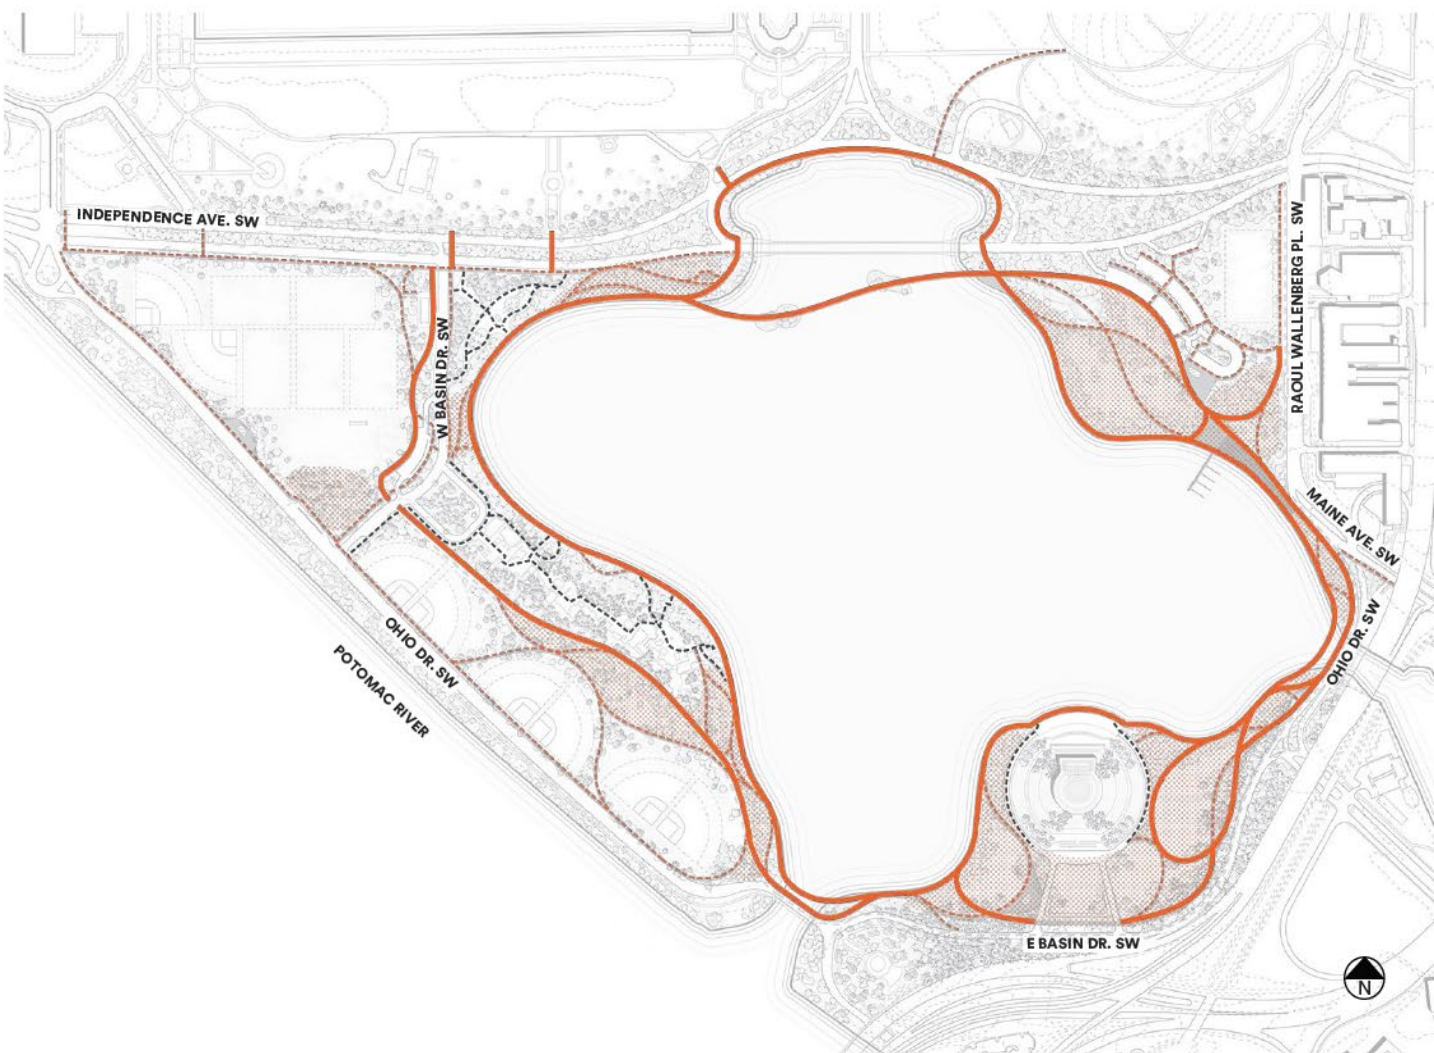 INDEPENDENCE AVE. SW
W BASIN DR. SW
RAOUL WALLENBERG PL. SW
MAINE AVE. SW
OHIO DR. SW
OHIO DR. SW
POTOMAC RIVER
E BASIN DR. SW
N